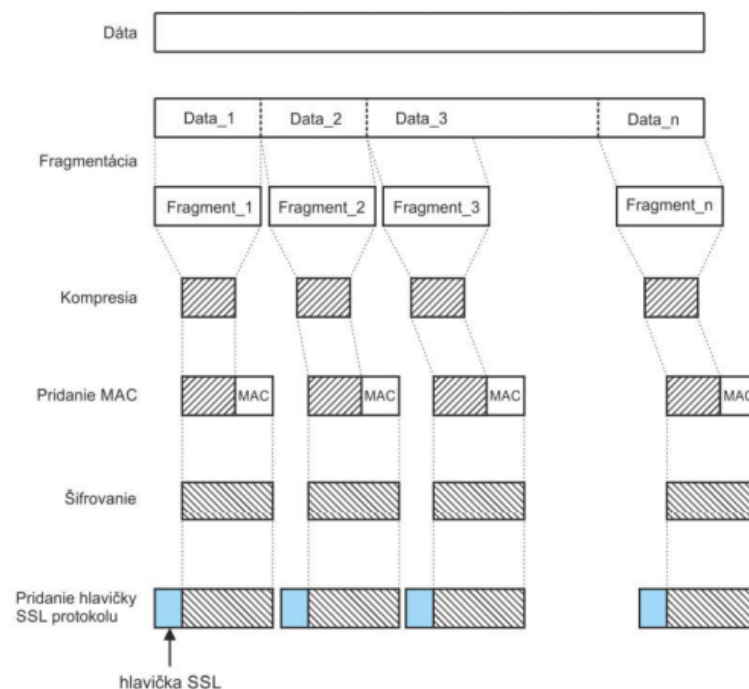 Dáta
Data_1 Data_2 Data_3 Data_n
Fragmentácia
Fragment_1 Fragment_2 Fragment_3 Fragment_n
Kompresia
Pridanie MAC MAC MAC MAC MAC
Šifrovanie
Pridanie hlavičky
SSL protokolu
hlavička SSL